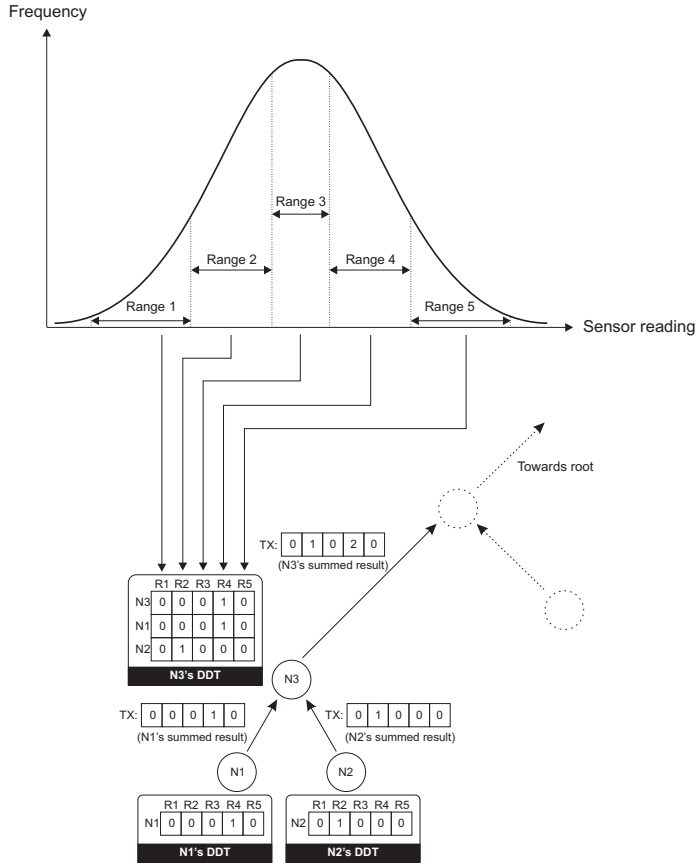 Frequency
Range 3
Range 2
Range 4
Range 1
Range 5
Sensor reading
Towards root
TX: 0 1 0 2 0
(N3's summed result)
R1 R2 R3 R4 R5
N3 0 0 0 1 0
N1 0 0 0 1 0
N2 0 1 0 0 0
N3's DDT
N3
TX: 0 0 0 1 0
(N1's summed result)
TX: 0 1 0 0 0
(N2's summed result)
N1
N2
R1 R2 R3 R4 R5
N1 0 0 0 1 0
N1's DDT
R1 R2 R3 R4 R5
N2 0 1 0 0 0
N2's DDT